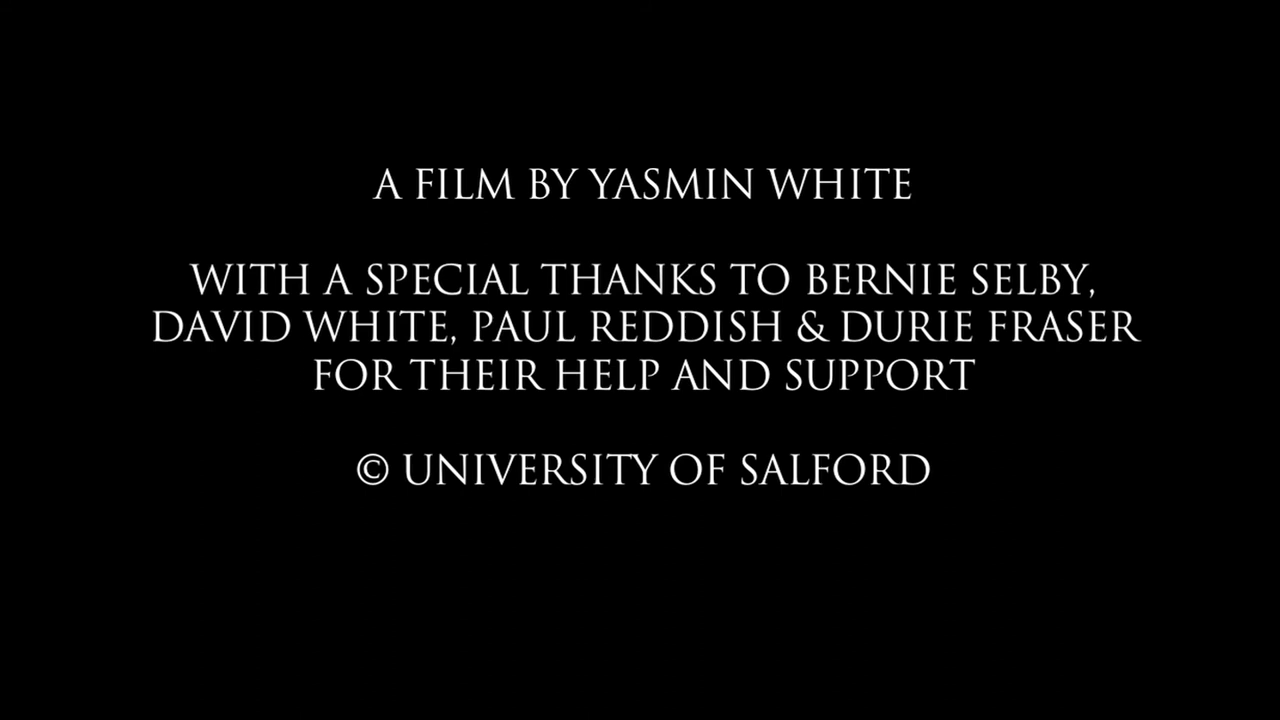 A FILM BY YASMIN WHITE
WITH A SPECIAL THANKS TO BERNIE SELBY,
DAVID WHITE, PAUL REDDISH & DURIE FRASER
FOR THEIR HELP AND SUPPORT
© UNIVERSITY OF SALFORD